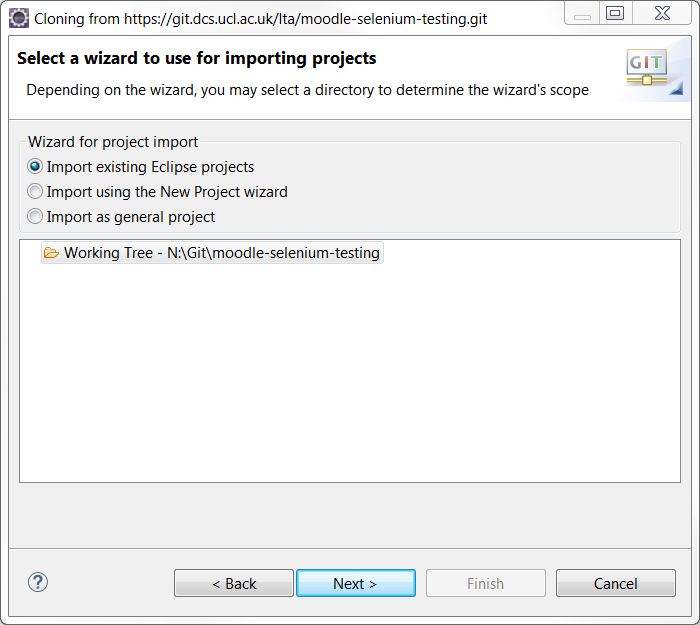 Cloning from https://git.dcs.ucl.ac.uk/lta/moodle-selenium-testing.git
Select a wizard to use for importing projects
Depending on the wizard, you may select a directory to determine the wizard's scope
GIT
Wizard for project import
Import existing Eclipse projects
Import using the New Project wizard
Import as general project
Working Tree - N:\Git\moodle-selenium-testing
?
< Back
Next >
Finish
Cancel